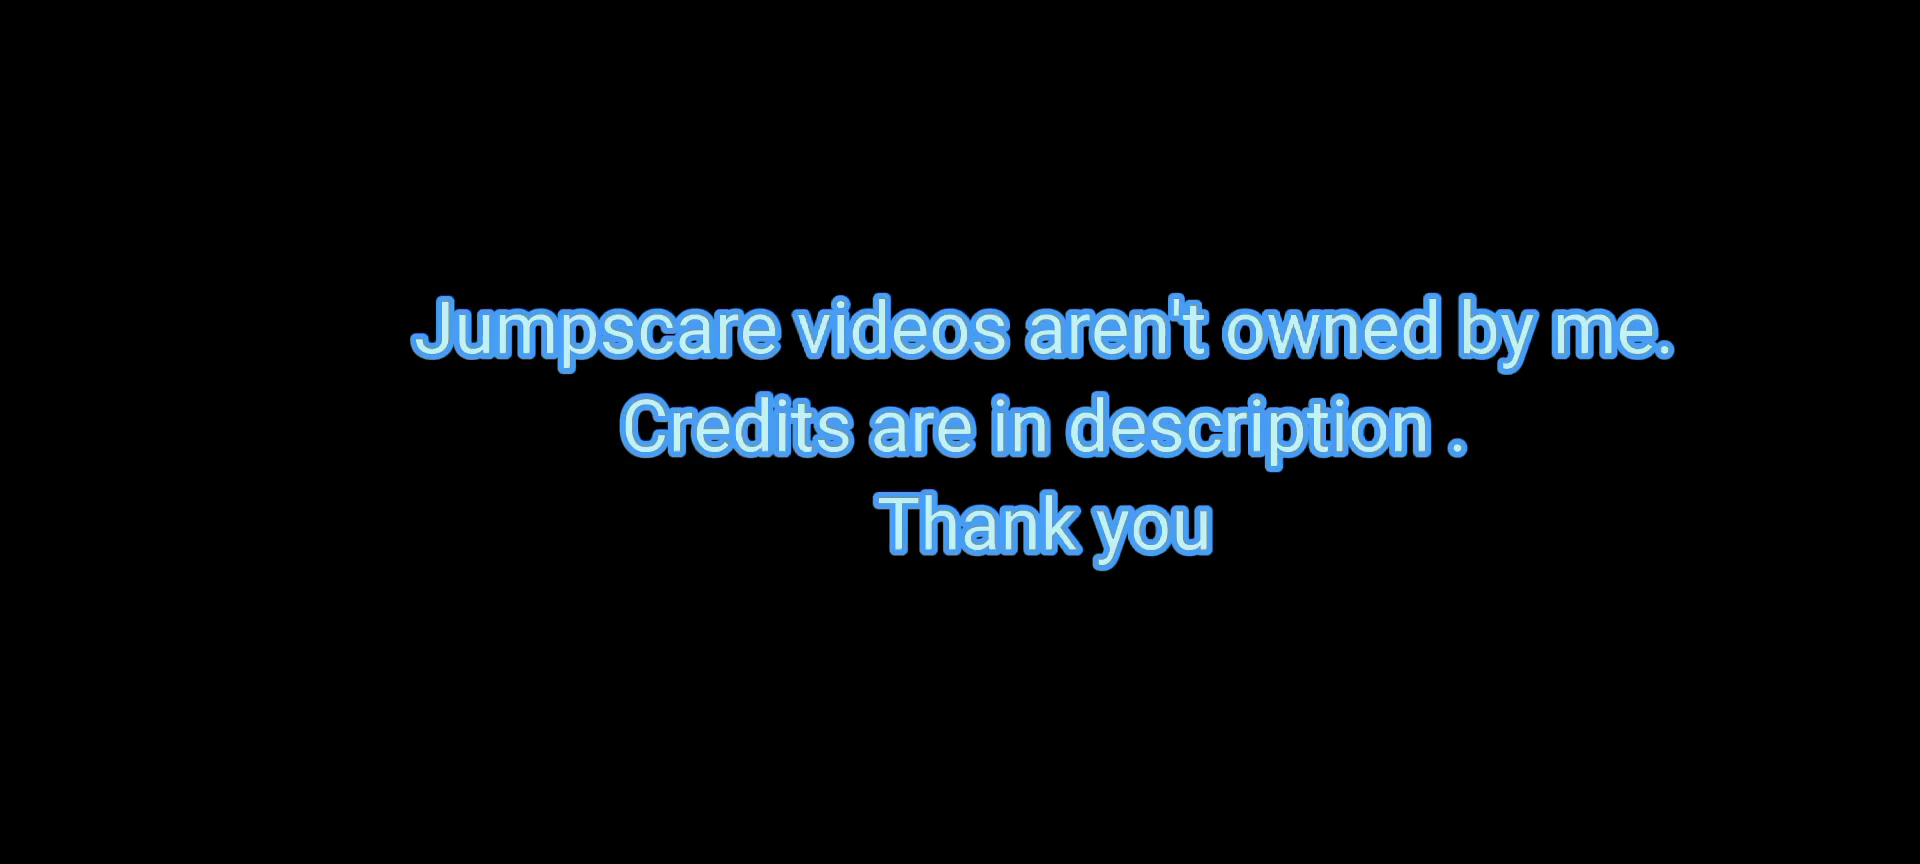 Jumpscare videos aren't owned by me.
Credits are in description .
Thank you